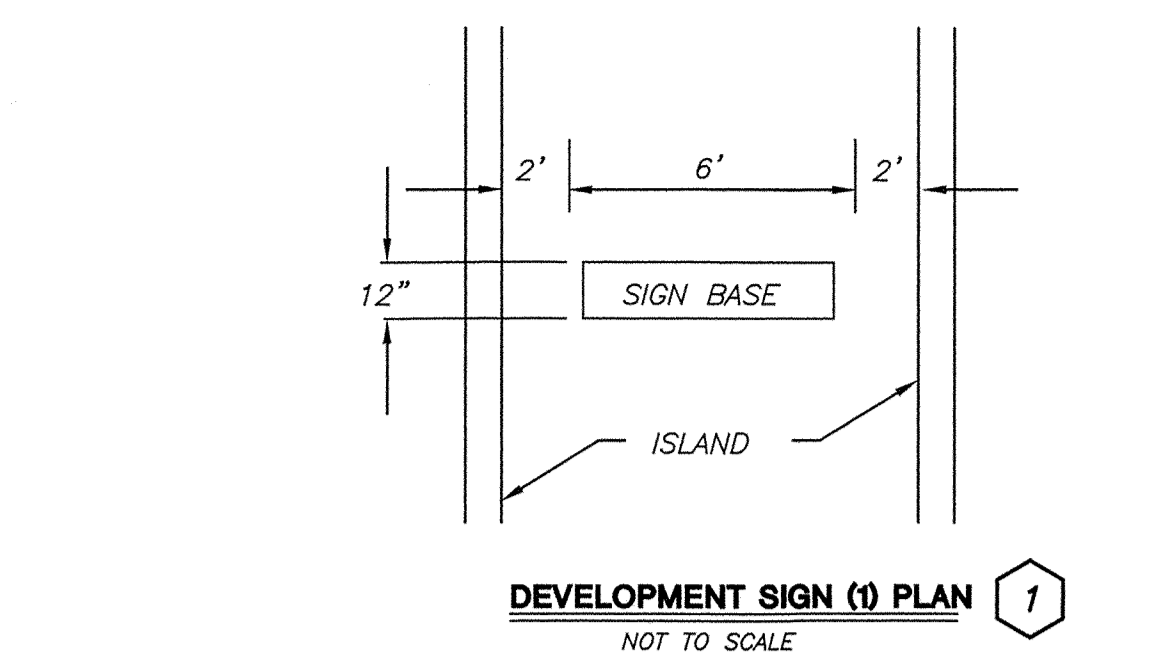 2' 6' 2'
12" SIGN BASE
ISLAND
DEVELOPMENT SIGN (1) PLAN 1
NOT TO SCALE